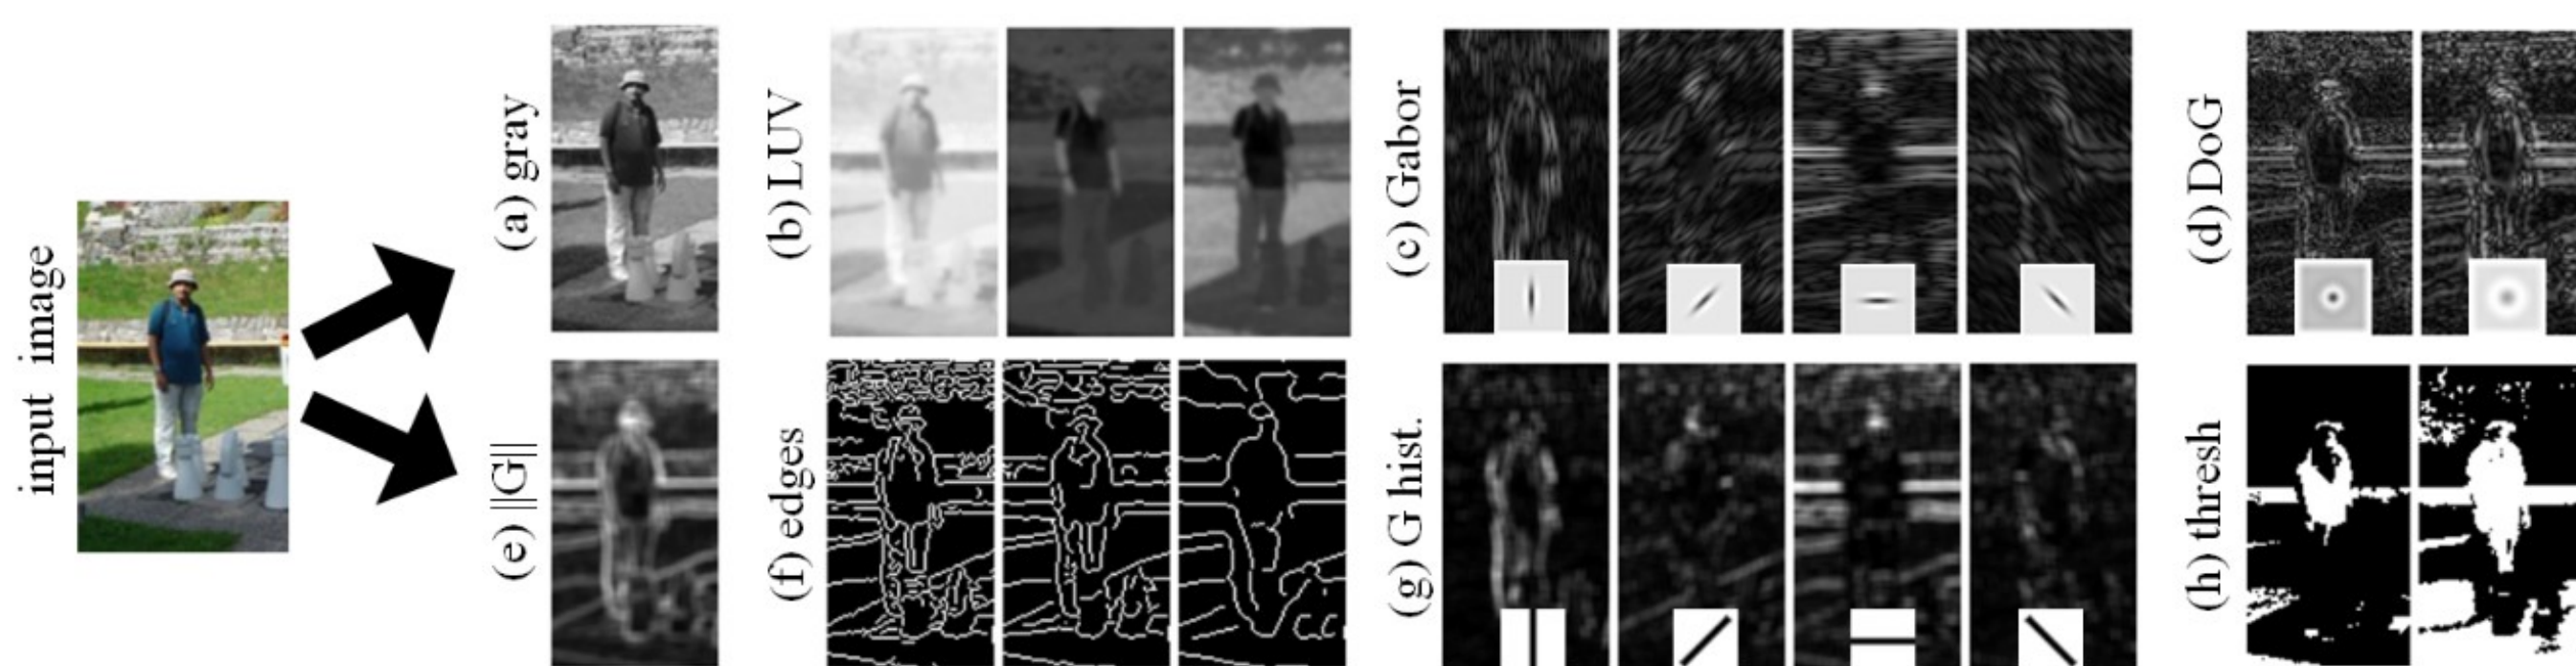 input image
(a) gray
(b) LUV
(c) Gabor
(d) DoG
(e) ||G||
(f) edges
(g) G hist.
(h) thresh